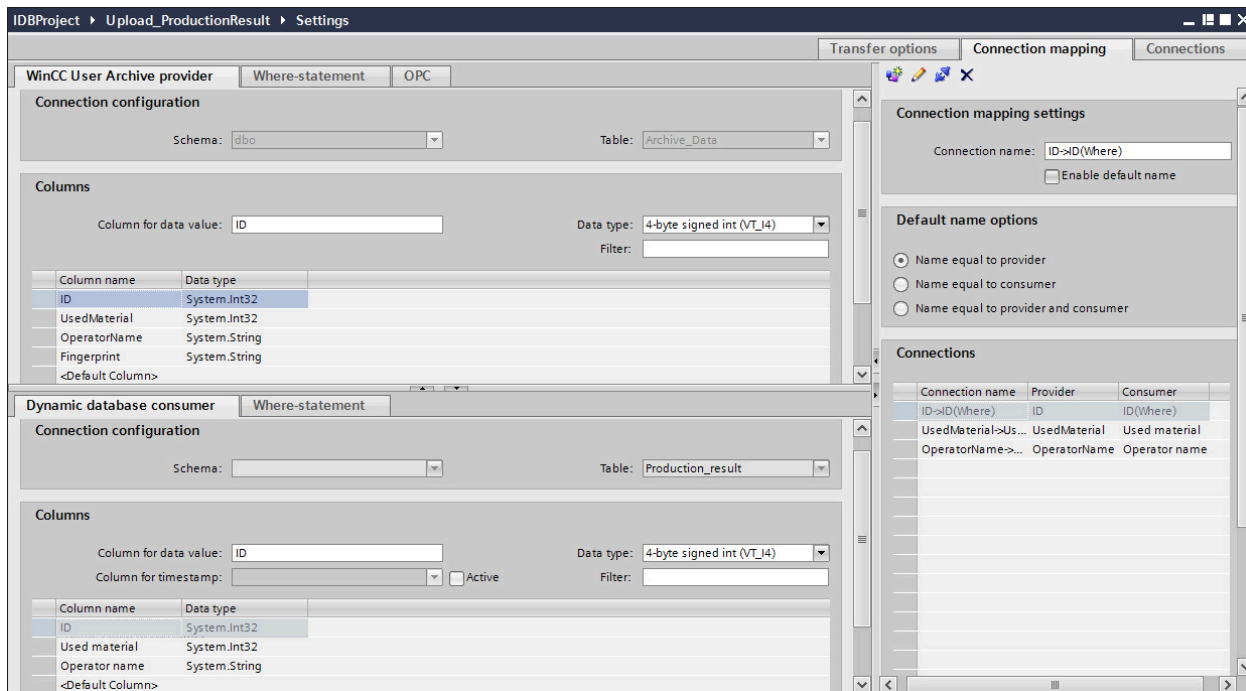 IDBProject ▸ Upload_ProductionResult ▸ Settings
Transfer options Connection mapping Connections
WinCC User Archive provider Where-statement OPC
Connection configuration
Schema: dbo Table: Archive_Data
Columns
Column for data value: ID Data type: 4-byte signed int (VT_I4)
Filter:
Column name Data type
ID System.Int32
UsedMaterial System.Int32
OperatorName System.String
Fingerprint System.String
<Default Column>
Dynamic database consumer Where-statement
Connection configuration
Schema: Table: Production_result
Columns
Column for data value: ID Data type: 4-byte signed int (VT_I4)
Column for timestamp: Active Filter:
Column name Data type
ID System.Int32
Used material System.Int32
Operator name System.String
<Default Column>
Connection mapping settings
Connection name: ID->ID(Where)
Enable default name
Default name options
Name equal to provider
Name equal to consumer
Name equal to provider and consumer
Connections
Connection name Provider Consumer
ID->ID(Where) ID ID(Where)
UsedMaterial->Us... UsedMaterial Used material
OperatorName->... OperatorName Operator name